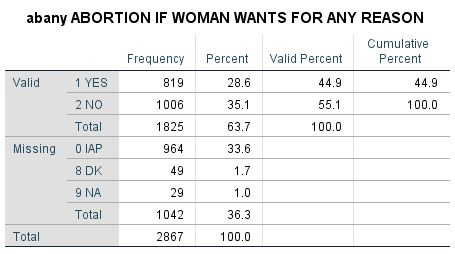 abany ABORTION IF WOMAN WANTS FOR ANY REASON
Frequency Percent Valid Percent Cumulative Percent
Valid 1 YES 819 28.6 44.9 44.9
2 NO 1006 35.1 55.1 100.0
Total 1825 63.7 100.0
Missing 0 IAP 964 33.6
8 DK 49 1.7
9 NA 29 1.0
Total 1042 36.3
Total 2867 100.0